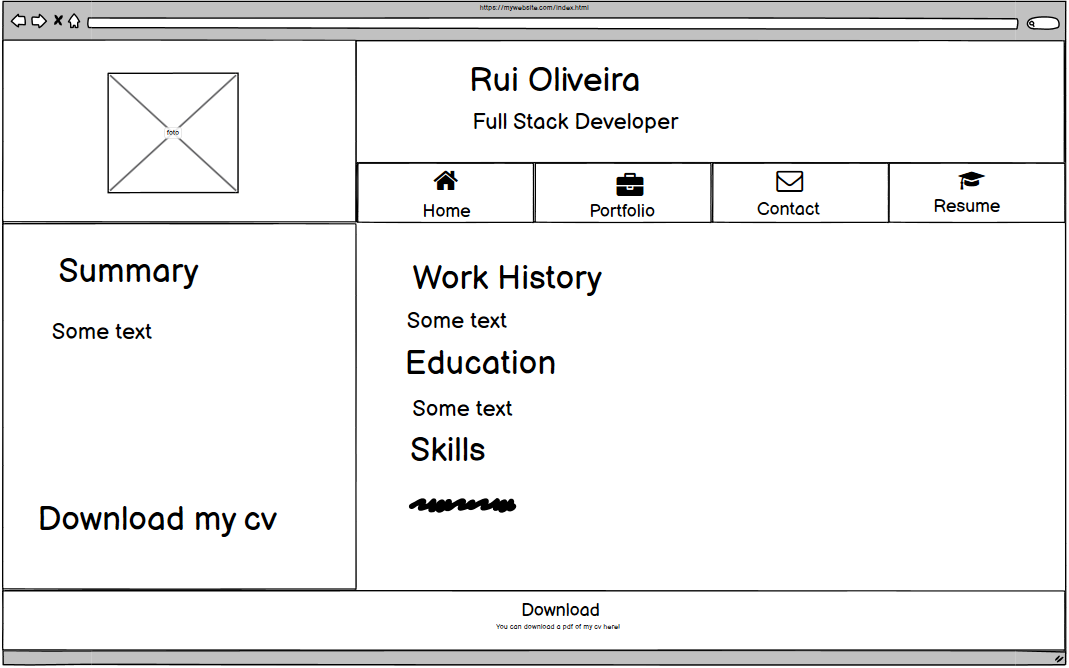 https://mywebsite.com/index.html
foto
Rui Oliveira
Full Stack Developer
Home
Portfolio
Contact
Resume
Summary
Some text
Download my cv
Work History
Some text
Education
Some text
Skills
Download
You can download a pdf of my cv here!